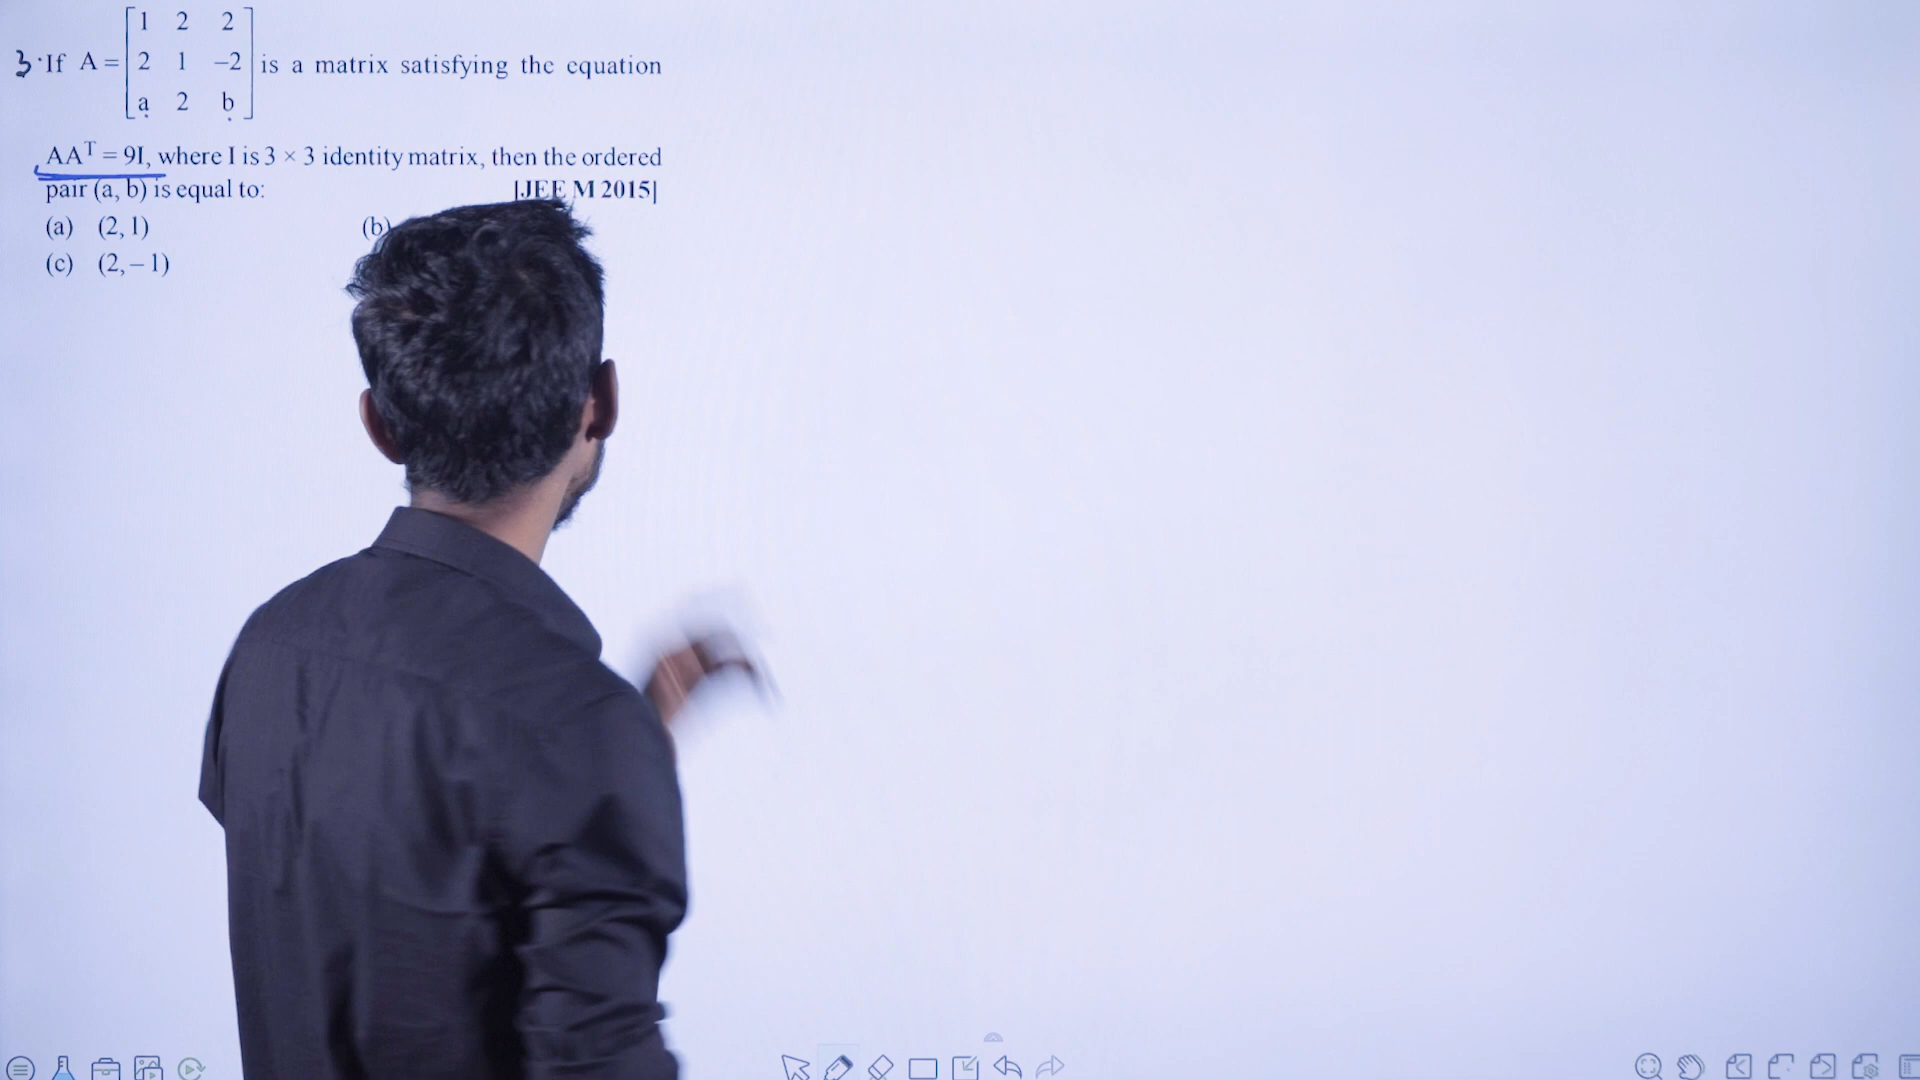 3. If A = [1 2 2
2 1 –2
a 2 b] is a matrix satisfying the equation
AAᵀ = 9I, where I is 3 × 3 identity matrix, then the ordered
pair (a, b) is equal to: [JEE M 2015]
(a) (2, 1) (b)
(c) (2, – 1)